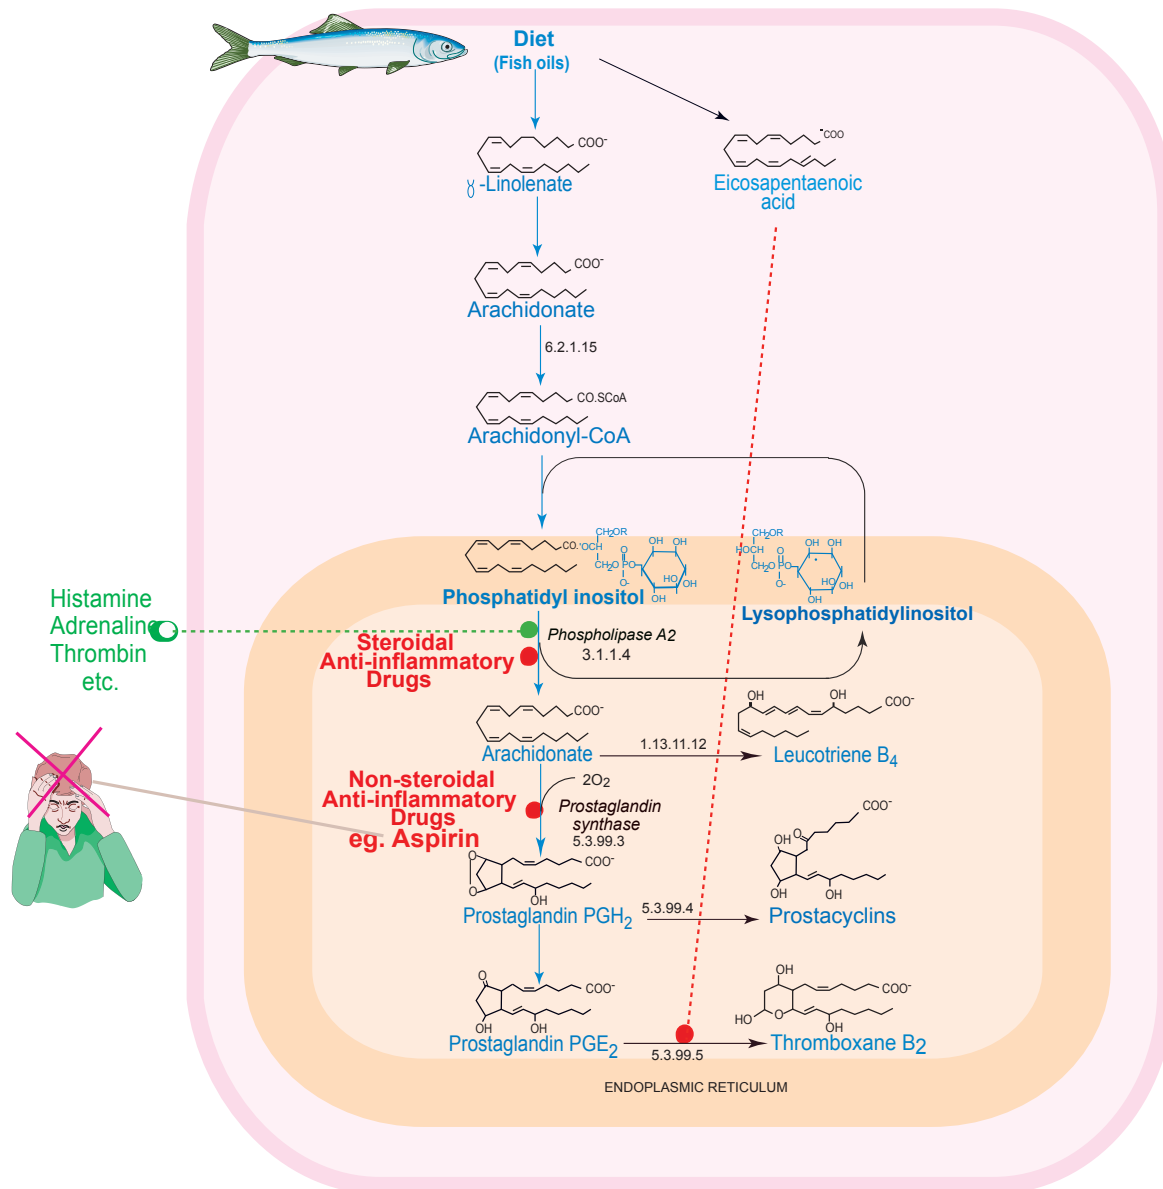 Diet
(Fish oils)
COO⁻
γ-Linolenate
⁻COO
Eicosapentaenoic
acid
COO⁻
Arachidonate
6.2.1.15
CO.SCoA
Arachidonyl-CoA
CH₂OR
CO.
OCH
CH₂O
O
P
O
O-
OH
OH
HO
OH
OH
Phosphatidyl inositol
CH₂OR
HOCH
CH₂O
O
P
O
O-
OH
OH
HO
OH
OH
Lysophosphatidylinositol
Histamine
Adrenaline
Thrombin
etc.
Steroidal
Anti-inflammatory
Drugs
Phospholipase A2
3.1.1.4
COO⁻
Arachidonate
1.13.11.12
OH
OH
COO⁻
Leucotriene B₄
Non-steroidal
Anti-inflammatory
Drugs
eg. Aspirin
2O₂
Prostaglandin
synthase
5.3.99.3
O
O
COO⁻
OH
Prostaglandin PGH₂
5.3.99.4
COO⁻
OH
O
OH
OH
Prostacyclins
O
COO⁻
OH
OH
Prostaglandin PGE₂
5.3.99.5
OH
COO⁻
HO
O
OH
Thromboxane B₂
ENDOPLASMIC RETICULUM